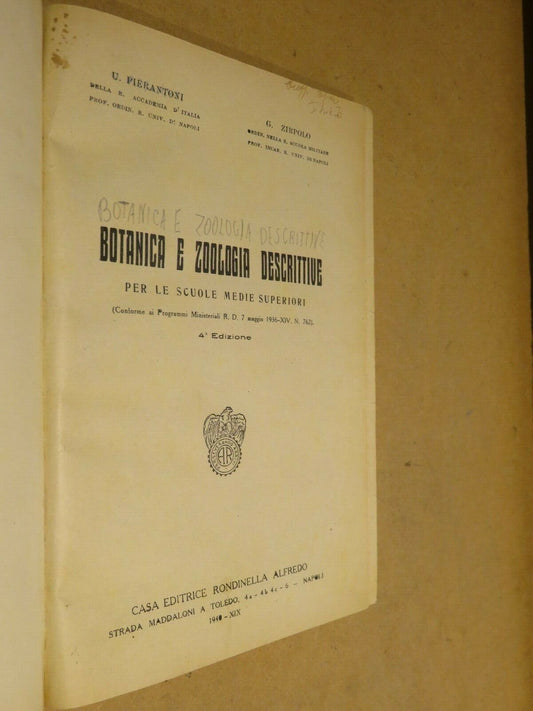 U. PIERANTONI
DELLA R. ACCADEMIA D'ITALIA
PROF. ORDIN. R. UNIV. DI NAPOLI
G. ZIRPOLO
ORDIN. NELLA R. SCUOLA MILITARE
PROF. INCAR. R. UNIV. DI NAPOLI
BOTANICA E ZOOLOGIA DESCRITTIVE
BOTANICA E ZOOLOGIA DESCRITTIVE
PER LE SCUOLE MEDIE SUPERIORI
(Conforme ai Programmi Ministeriali R. D. 7 maggio 1936-XIV, N. 762).
4ª Edizione
AR
CASA EDITRICE RONDINELLA ALFREDO
STRADA MADDALONI A TOLEDO, 4a - 4b 4c - 6 - NAPOLI
1940 - XIX